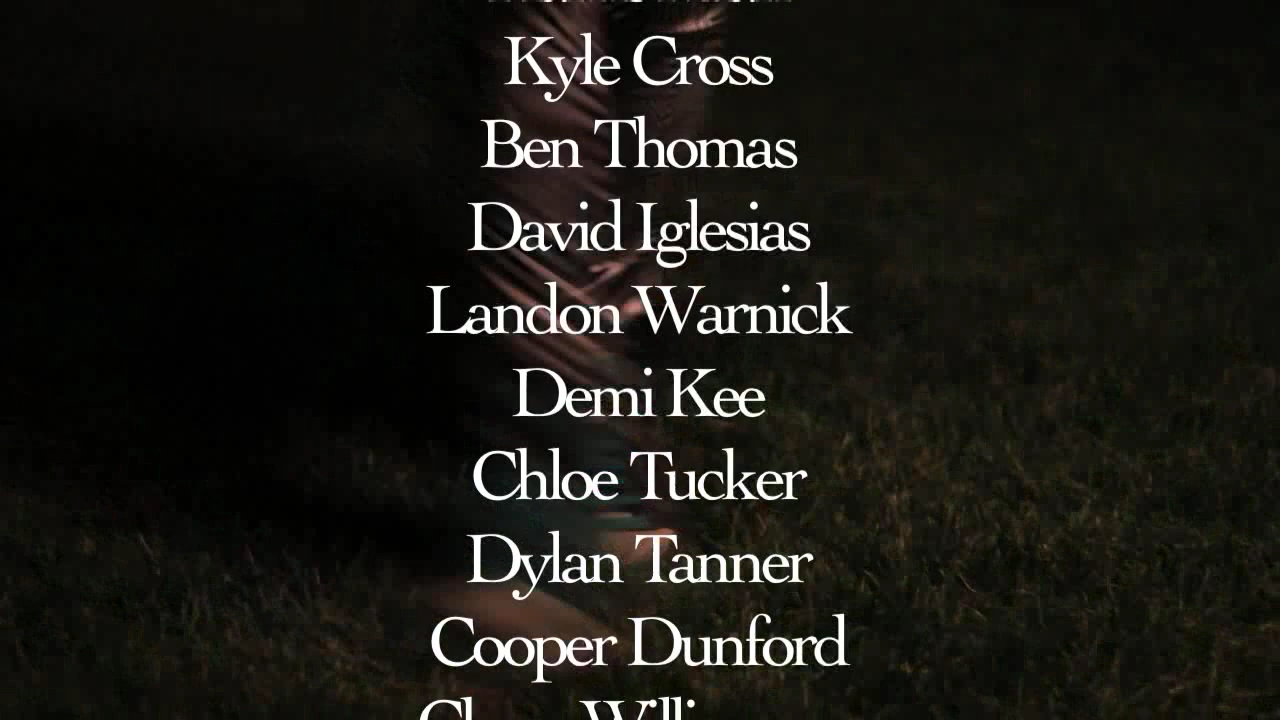 Kyle Cross
Ben Thomas
David Iglesias
Landon Warnick
Demi Kee
Chloe Tucker
Dylan Tanner
Cooper Dunford